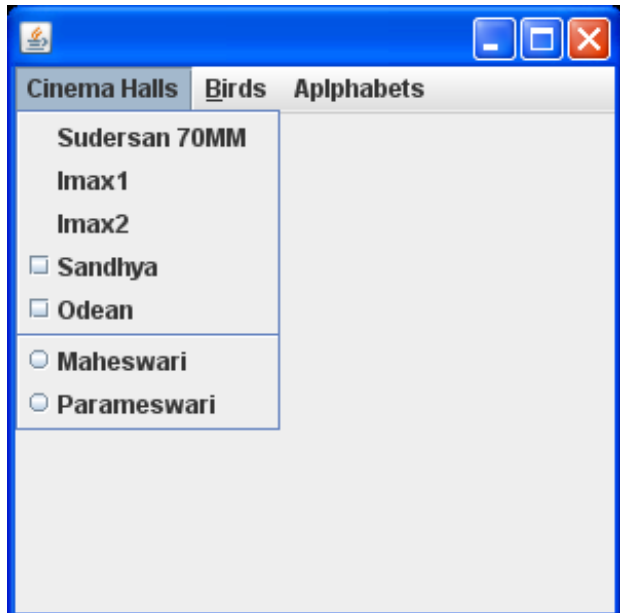 Cinema Halls Birds Aplphabets
Sudersan 70MM
Imax1
Imax2
Sandhya
Odean
Maheswari
Parameswari